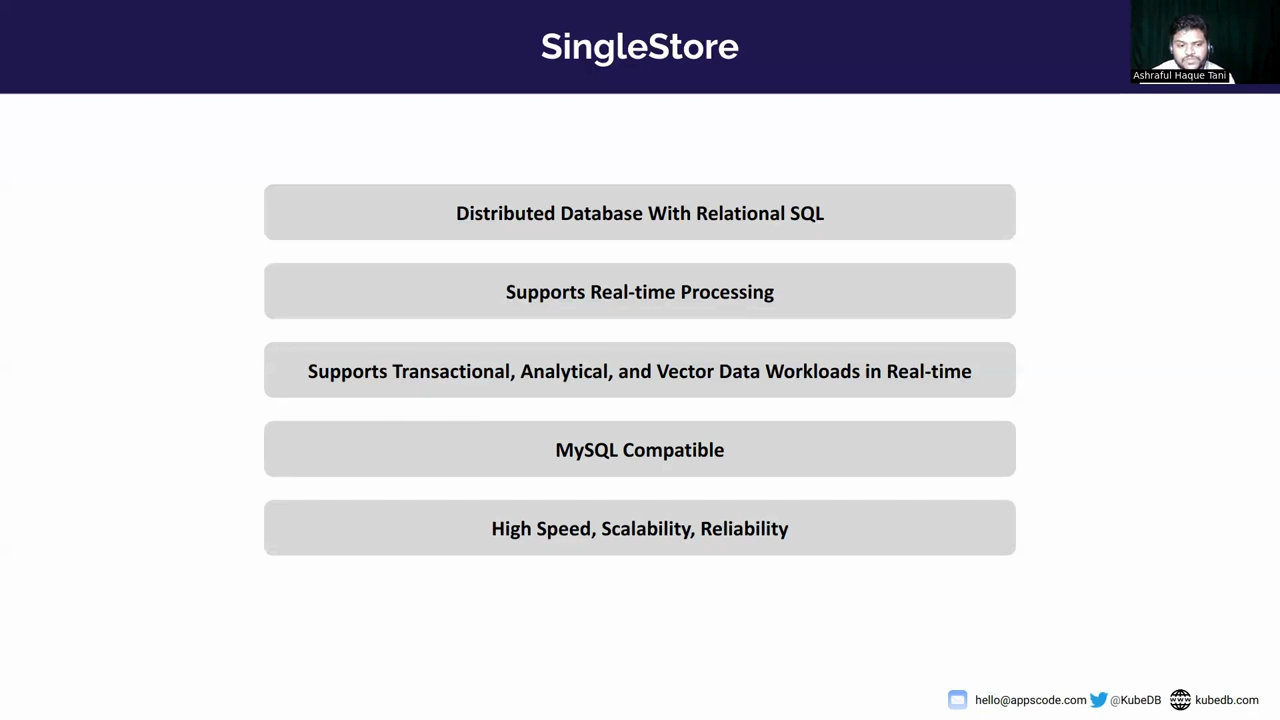 SingleStore
Ashraful Haque Tani
Distributed Database With Relational SQL
Supports Real-time Processing
Supports Transactional, Analytical, and Vector Data Workloads in Real-time
MySQL Compatible
High Speed, Scalability, Reliability
hello@appscode.com @KubeDB kubedb.com